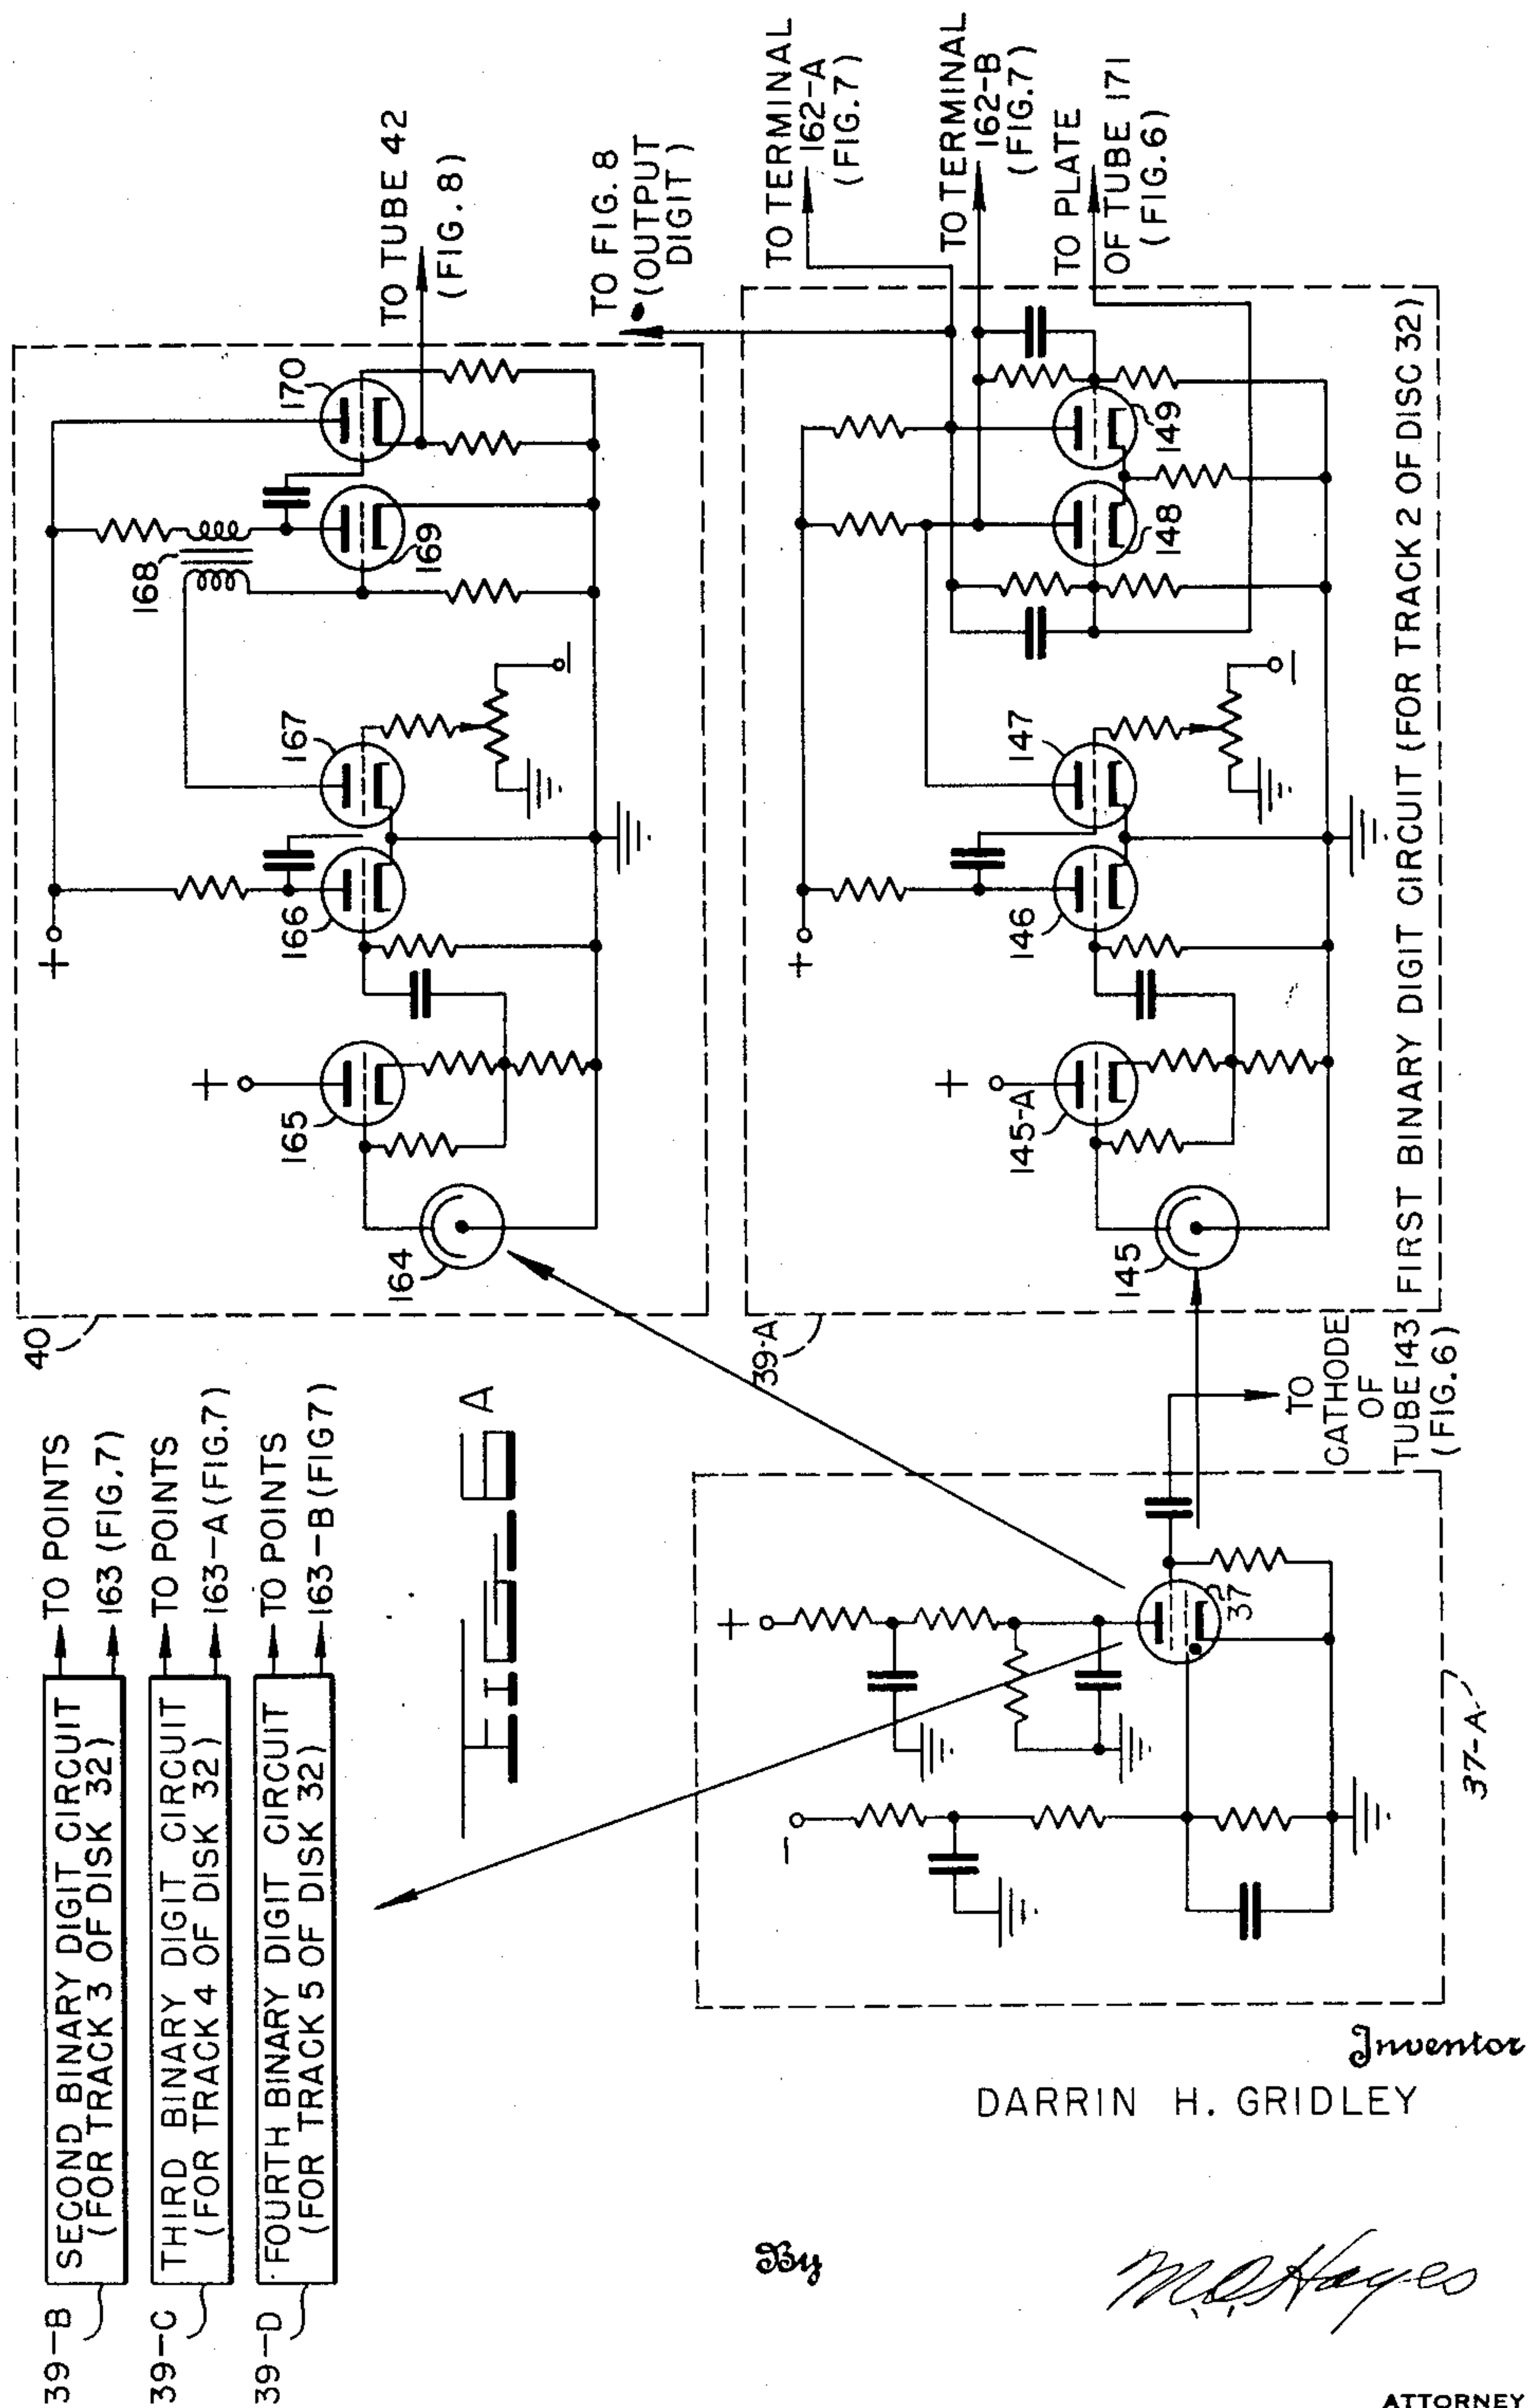 39-B
SECOND BINARY DIGIT CIRCUIT
(FOR TRACK 3 OF DISK 32)
TO POINTS
163 (FIG.7)
39-C
THIRD BINARY DIGIT CIRCUIT
(FOR TRACK 4 OF DISK 32)
TO POINTS
163-A (FIG.7)
39-D
FOURTH BINARY DIGIT CIRCUIT
(FOR TRACK 5 OF DISK 32)
TO POINTS
163-B (FIG7)
40
164
165
166
167
168
169
170
+
+
TO TUBE 42
(FIG.8)
TO FIG. 8
(OUTPUT
DIGIT)
TO TERMINAL
162-A
(FIG.7)
TO TERMINAL
162-B
(FIG.7)
TO PLATE
OF TUBE 171
(FIG.6)
39-A
145
145-A
146
147
148
149
+
+
FIRST BINARY DIGIT CIRCUIT (FOR TRACK 2 OF DISC 32)
TO
CATHODE
OF
TUBE 143
(FIG.6)
+
37
37-A
Inventor
DARRIN H. GRIDLEY
By
M.O. Hayes
ATTORNEY